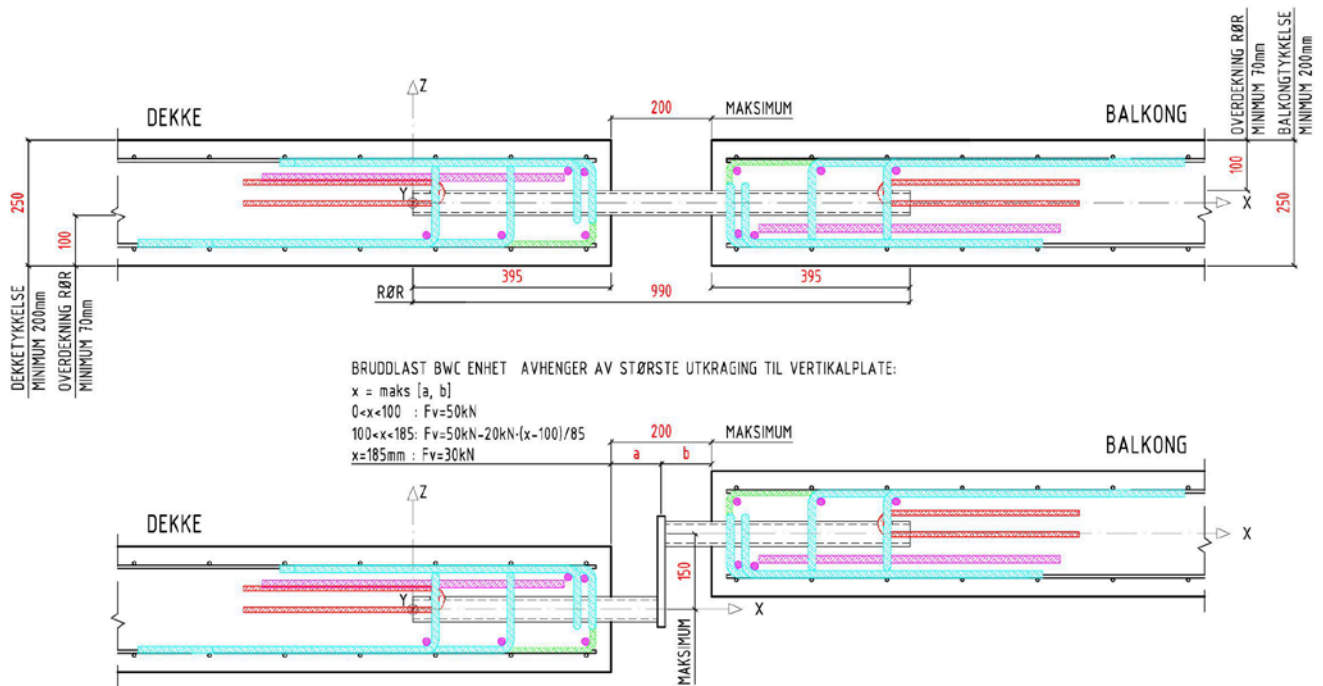 Z
DEKKE
200
MAKSIMUM
BALKONG
OVERDEKNING RØR
MINIMUM 70mm
BALKONGTYKKELSE
MINIMUM 200mm
250
100
Y
X
100
250
395
395
990
RØR
DEKKETYKKELSE
MINIMUM 200mm
OVERDEKNING RØR
MINIMUM 70mm
BRUDDLAST BWC ENHET AVHENGER AV STØRSTE UTKRAGING TIL VERTIKALPLATE:
x = maks [a, b]
0<x<100 : Fv=50kN
100<x<185: Fv=50kN-20kN·(x-100)/85
x=185mm : Fv=30kN
200
MAKSIMUM
a
b
BALKONG
Z
DEKKE
X
150
MAKSIMUM
Y
X